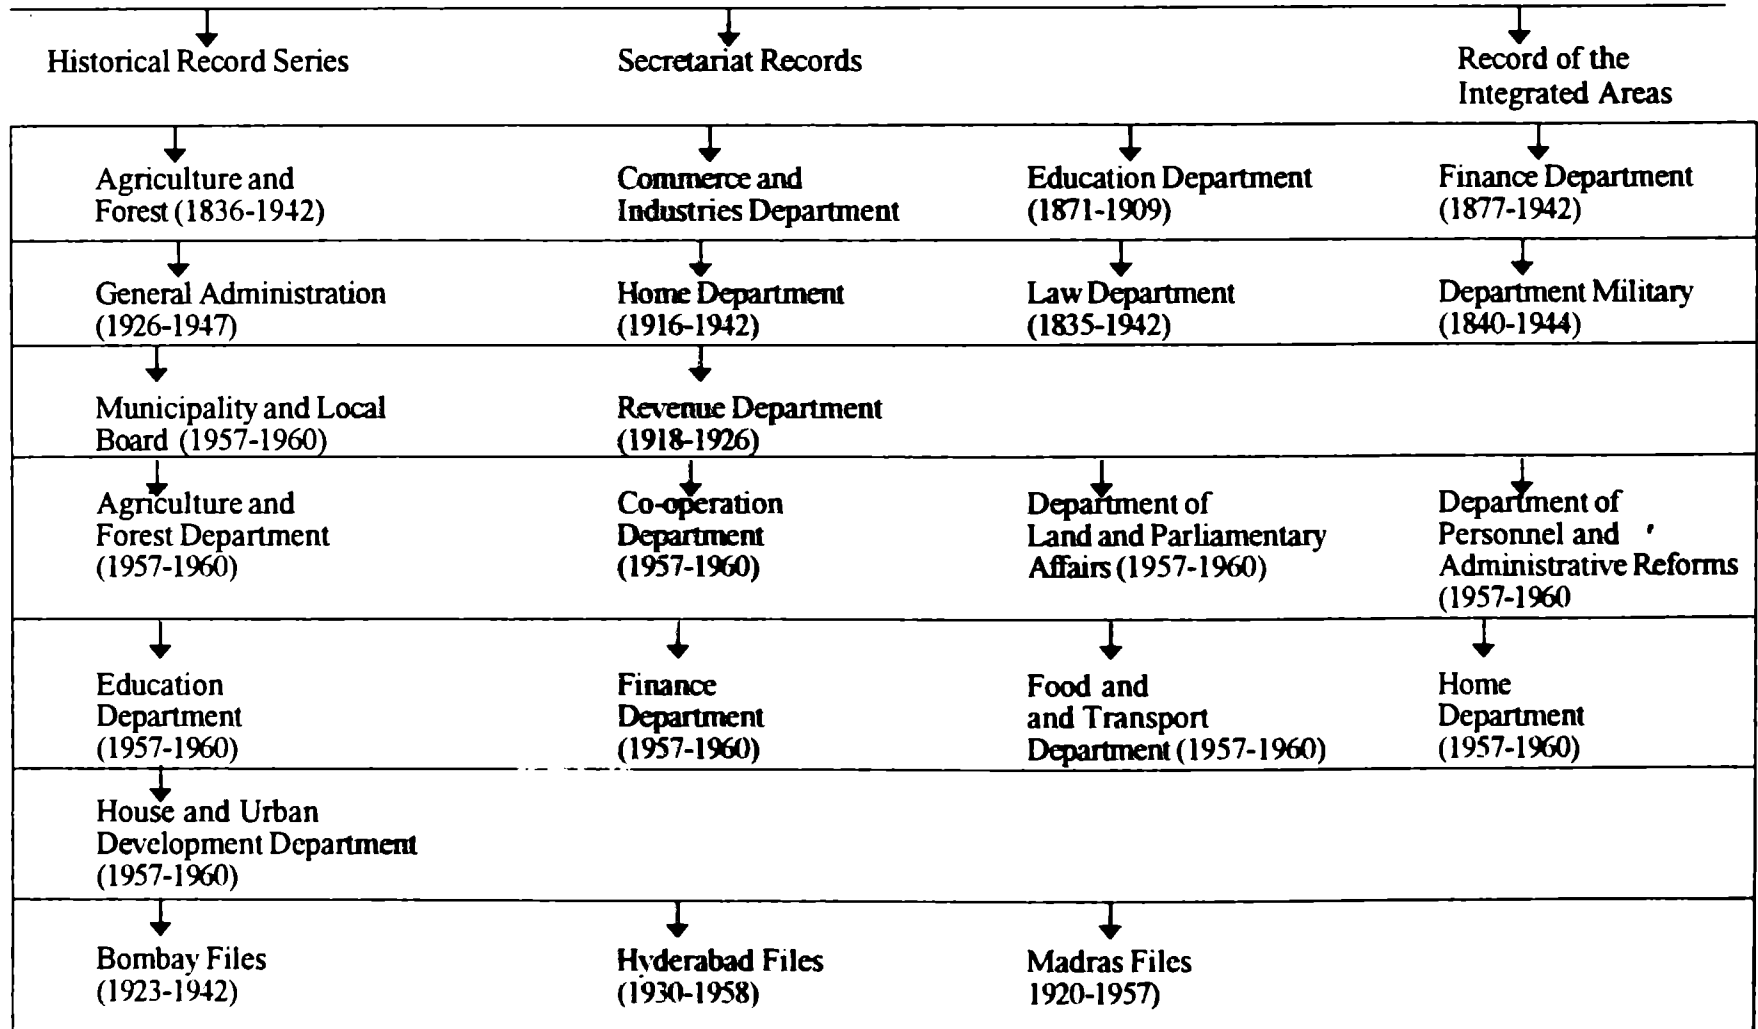 Historical Record Series
Secretariat Records
Record of the
Integrated Areas
Agriculture and
Forest (1836-1942)
Commerce and
Industries Department
Education Department
(1871-1909)
Finance Department
(1877-1942)
General Administration
(1926-1947)
Home Department
(1916-1942)
Law Department
(1835-1942)
Department Military
(1840-1944)
Municipality and Local
Board (1957-1960)
Revenue Department
(1918-1926)
Agriculture and
Forest Department
(1957-1960)
Co-operation
Department
(1957-1960)
Department of
Land and Parliamentary
Affairs (1957-1960)
Department of
Personnel and
Administrative Reforms
(1957-1960
Education
Department
(1957-1960)
Finance
Department
(1957-1960)
Food and
and Transport
Department (1957-1960)
Home
Department
(1957-1960)
House and Urban
Development Department
(1957-1960)
Bombay Files
(1923-1942)
Hyderabad Files
(1930-1958)
Madras Files
1920-1957)